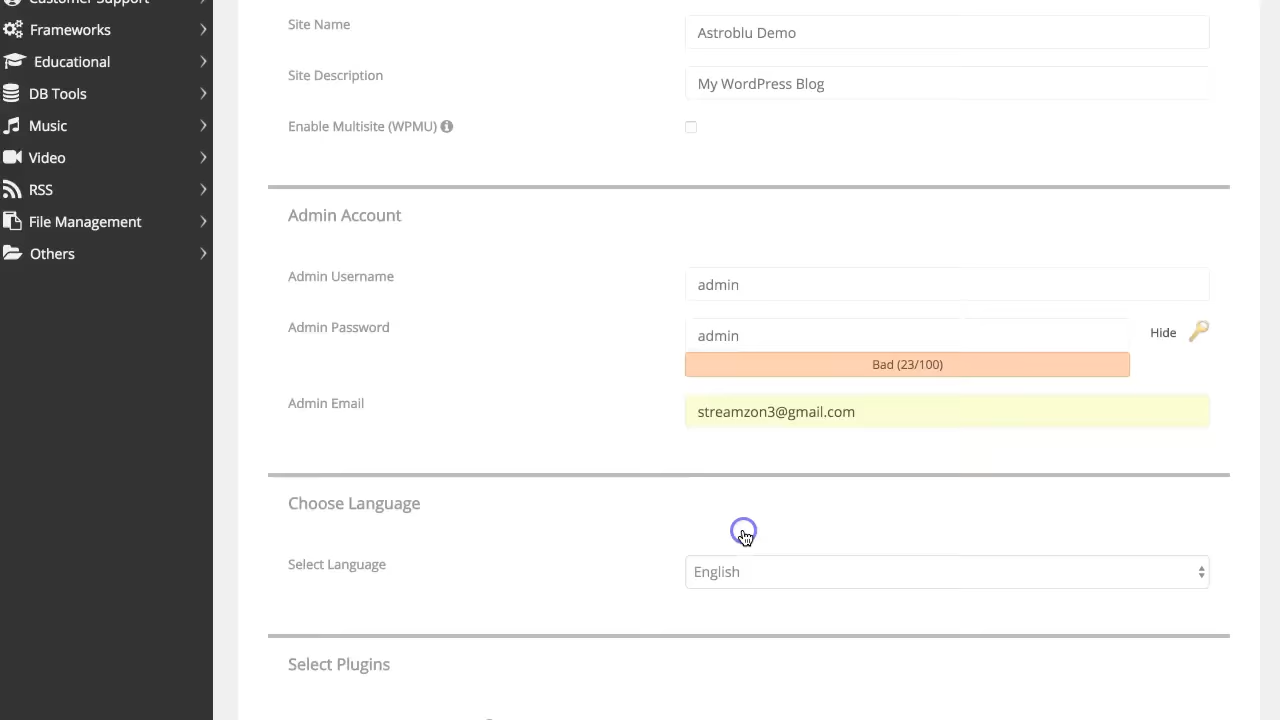 Customer Support
Frameworks
Educational
DB Tools
Music
Video
RSS
File Management
Others
Site Name
Astroblu Demo
Site Description
My WordPress Blog
Enable Multisite (WPMU)
Admin Account
Admin Username
admin
Admin Password
admin
Hide
Bad (23/100)
Admin Email
streamzon3@gmail.com
Choose Language
Select Language
English
Select Plugins